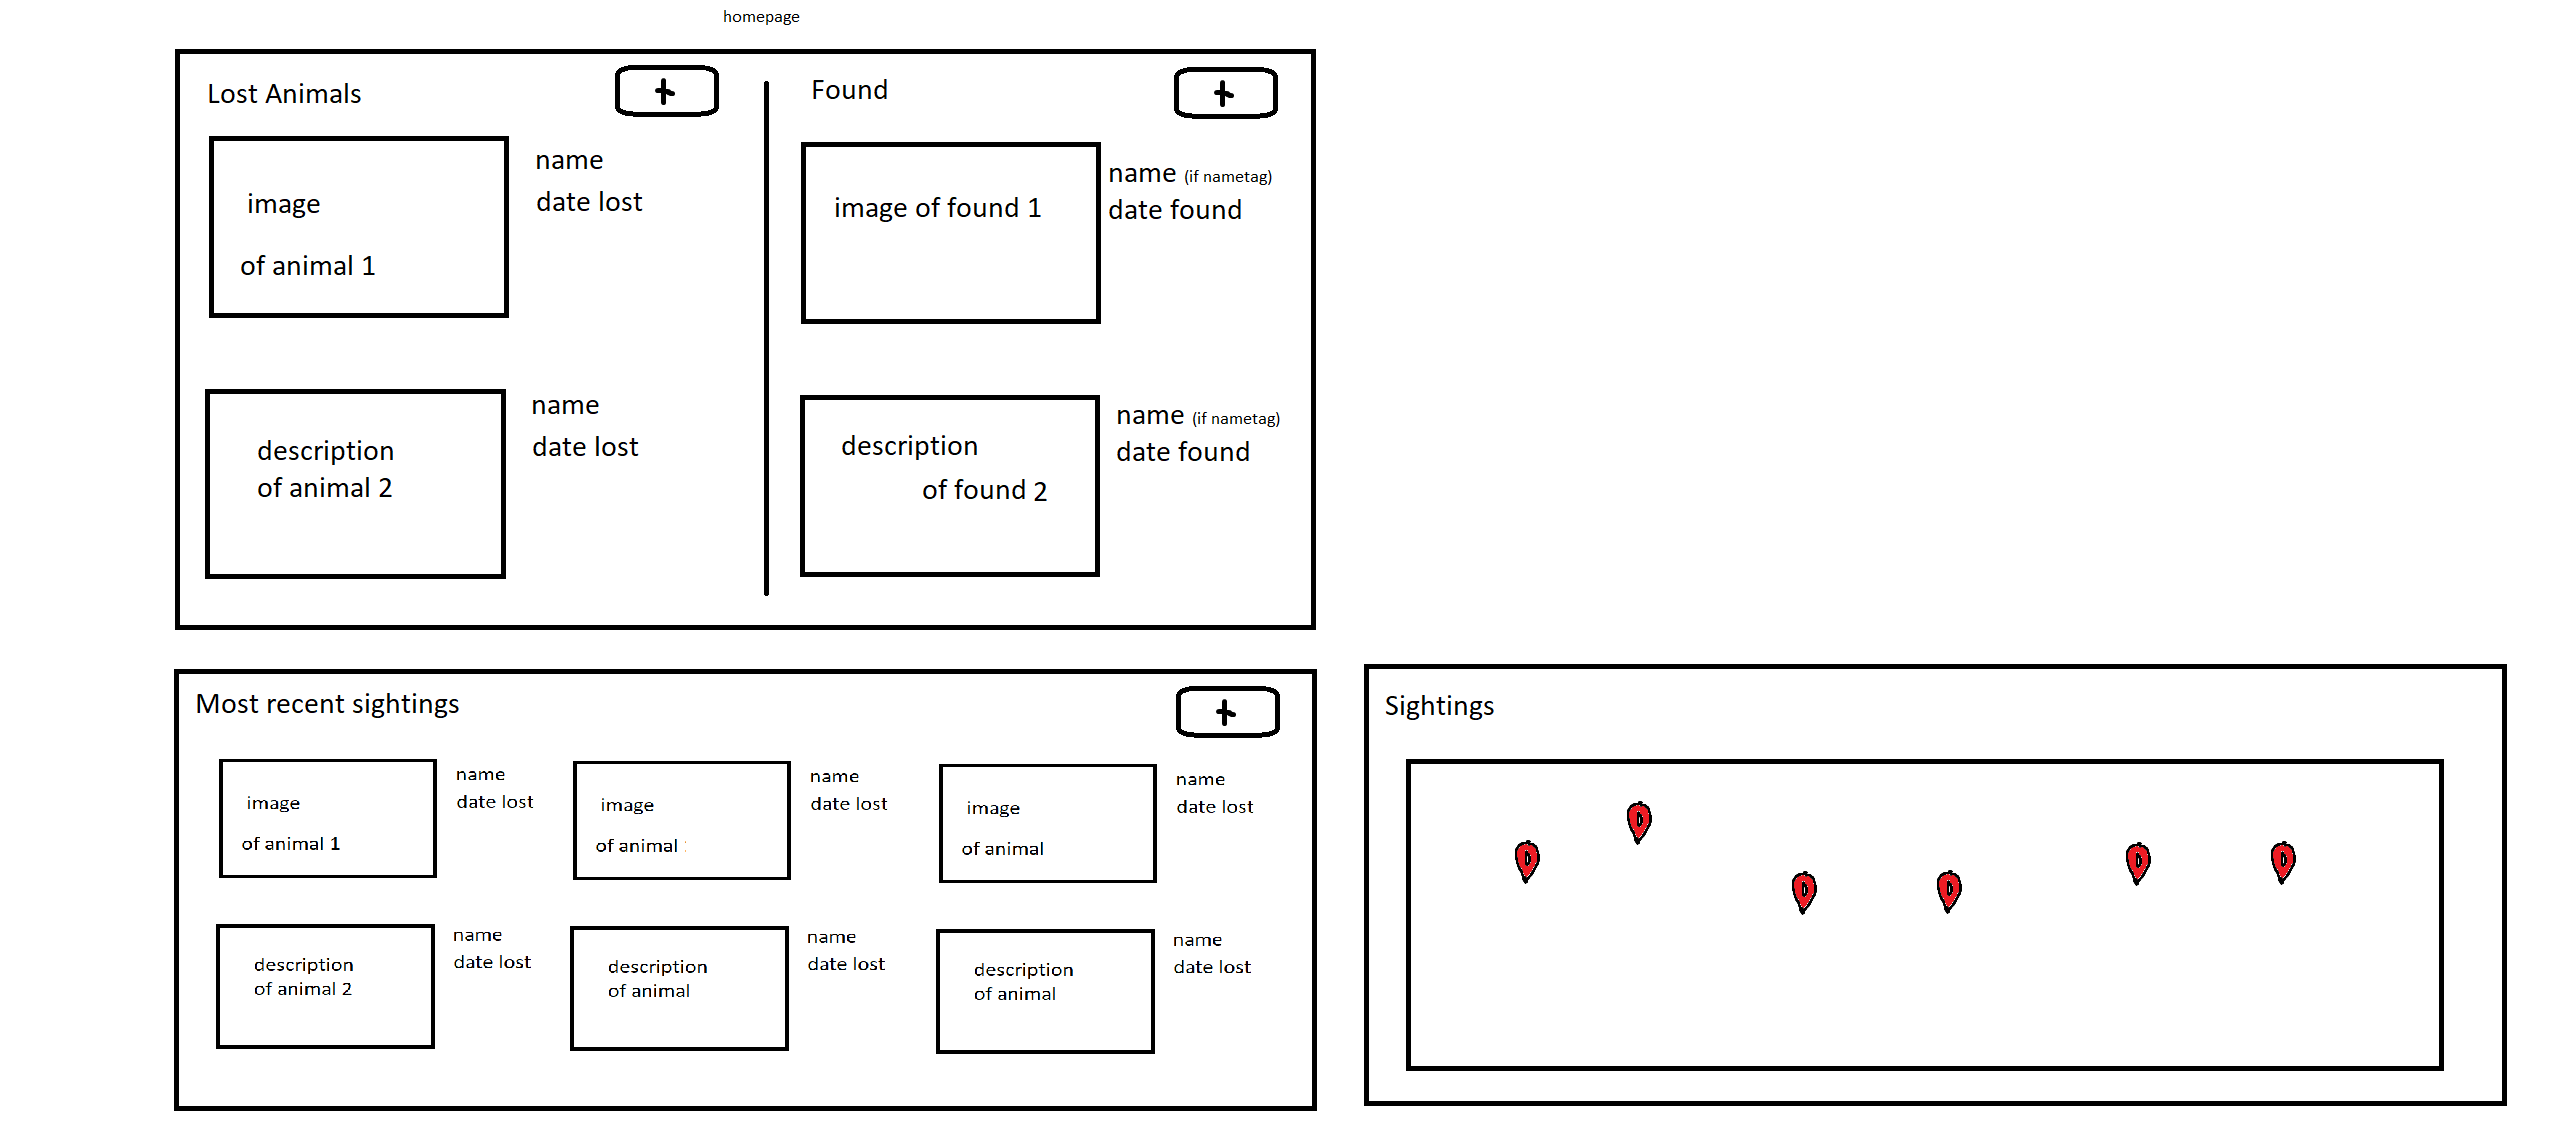 homepage
Lost Animals
+
image
of animal 1
name
date lost
description
of animal 2
name
date lost
Found
+
image of found 1
name (if nametag)
date found
description
of found 2
name (if nametag)
date found
Most recent sightings
+
image
of animal 1
name
date lost
image
of animal
name
date lost
image
of animal
name
date lost
description
of animal 2
name
date lost
description
of animal
name
date lost
description
of animal
name
date lost
Sightings